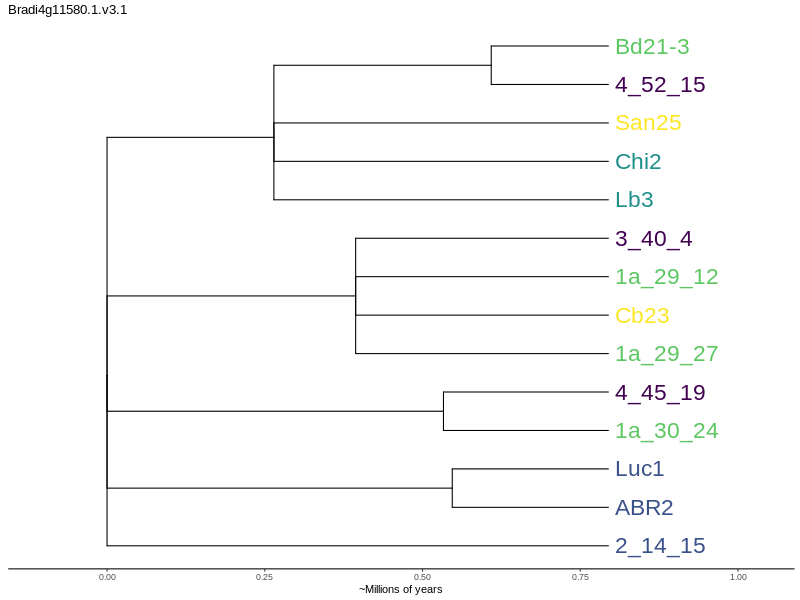 Bradi4g11580.1.v3.1
Bd21-3
4_52_15
San25
Chi2
Lb3
3_40_4
1a_29_12
Cb23
1a_29_27
4_45_19
1a_30_24
Luc1
ABR2
2_14_15
0.00 0.25 0.50 0.75 1.00
~Millions of years